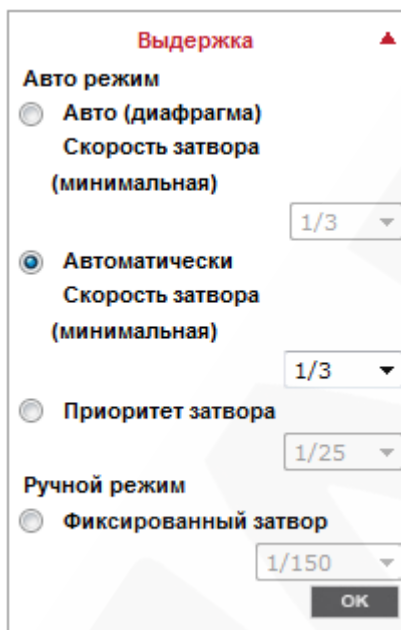 Выдержка
Авто режим
Авто (диафрагма)
Скорость затвора
(минимальная)
1/3
Автоматически
Скорость затвора
(минимальная)
1/3
Приоритет затвора
1/25
Ручной режим
Фиксированный затвор
1/150
OK